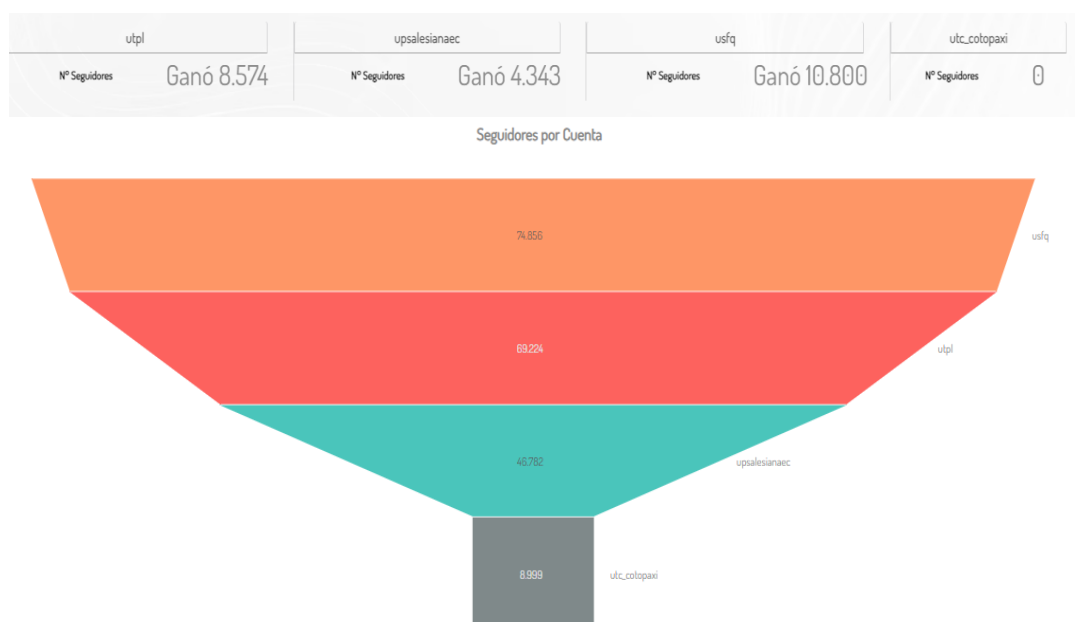 utpl
Nº Seguidores Ganó 8.574
upsalesianaec
Nº Seguidores Ganó 4.343
usfq
Nº Seguidores Ganó 10.800
utc_cotopaxi
Nº Seguidores 0
Seguidores por Cuenta
74.856 usfq
69.224 utpl
46.782 upsalesianaec
8.999 utc_cotopaxi